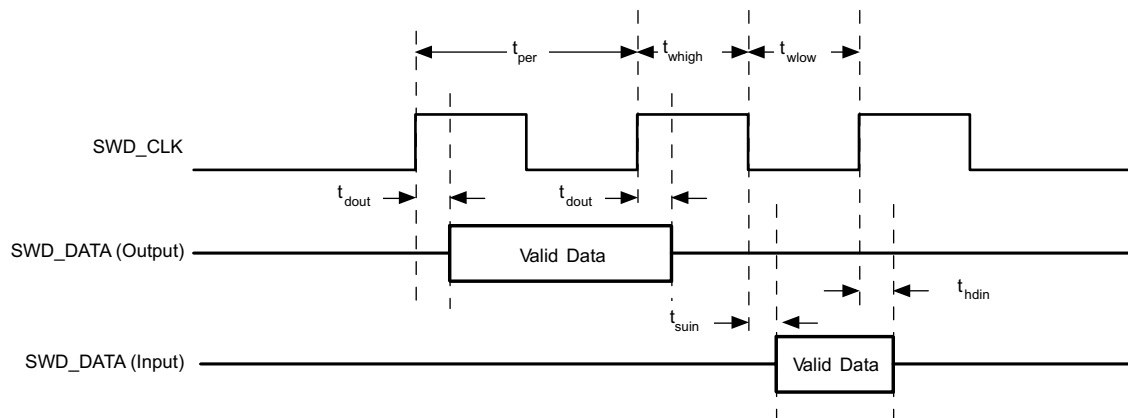 t_per t_whigh t_wlow
SWD_CLK
t_dout t_dout
SWD_DATA (Output) Valid Data
t_hdin
t_suin
SWD_DATA (Input) Valid Data